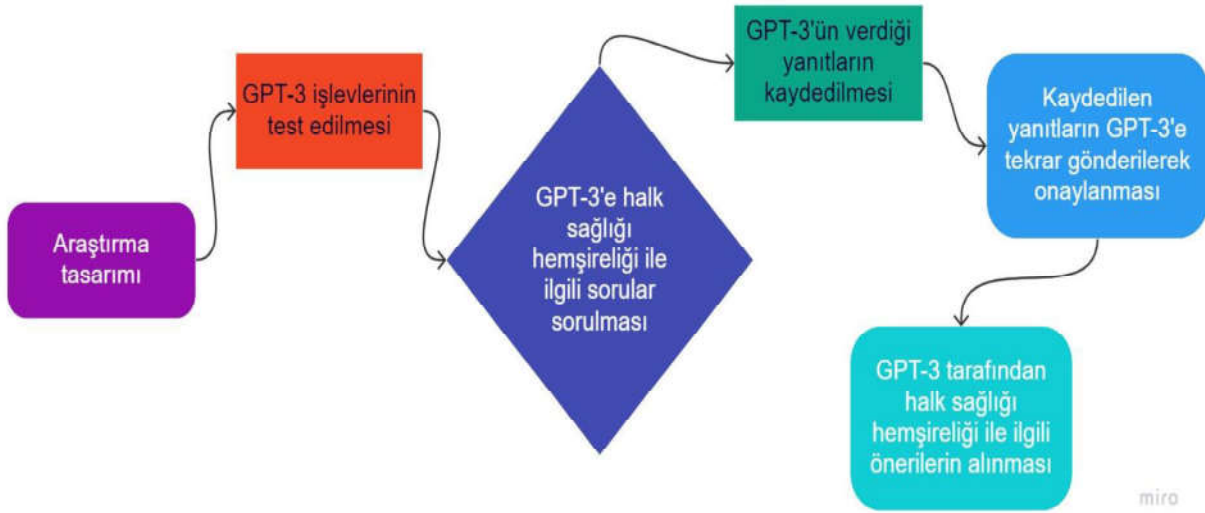 Araştırma
tasarımı
GPT-3 işlevlerinin
test edilmesi
GPT-3'e halk
sağlığı
hemşireliği ile
ilgili sorular
sorulması
GPT-3'ün verdiği
yanıtların
kaydedilmesi
Kaydedilen
yanıtların GPT-3'e
tekrar gönderilerek
onaylanması
GPT-3 tarafından
halk sağlığı
hemşireliği ile ilgili
önerilerin alınması
miro